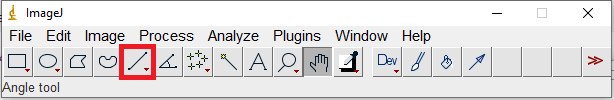 ImageJ
File Edit Image Process Analyze Plugins Window Help
A Dev >>
Angle tool